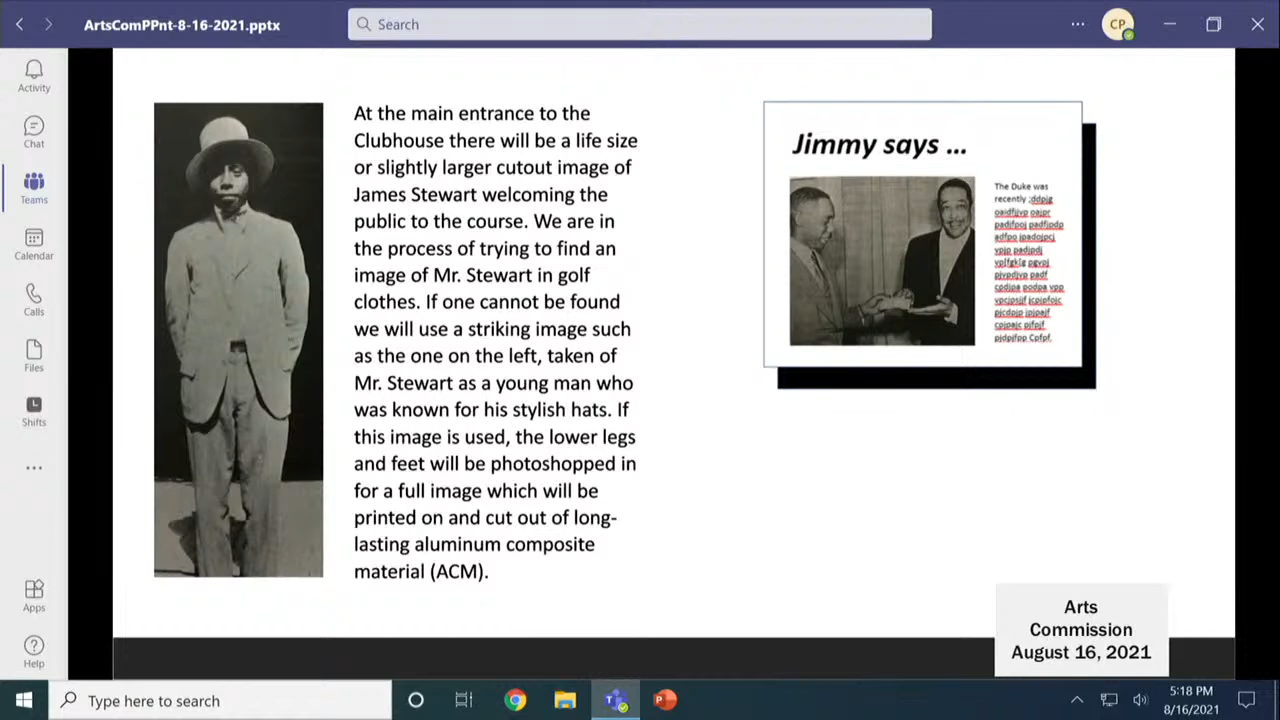 ArtsComPPnt-8-16-2021.pptx
Search
CP
Activity
Chat
Teams
Calendar
Calls
Files
Shifts
Apps
Help
At the main entrance to the
Clubhouse there will be a life size
or slightly larger cutout image of
James Stewart welcoming the
public to the course. We are in
the process of trying to find an
image of Mr. Stewart in golf
clothes. If one cannot be found
we will use a striking image such
as the one on the left, taken of
Mr. Stewart as a young man who
was known for his stylish hats. If
this image is used, the lower legs
and feet will be photoshopped in
for a full image which will be
printed on and cut out of long-
lasting aluminum composite
material (ACM).
Jimmy says ...
The Duke was
recently
Arts
Commission
August 16, 2021
Type here to search
5:18 PM
8/16/2021